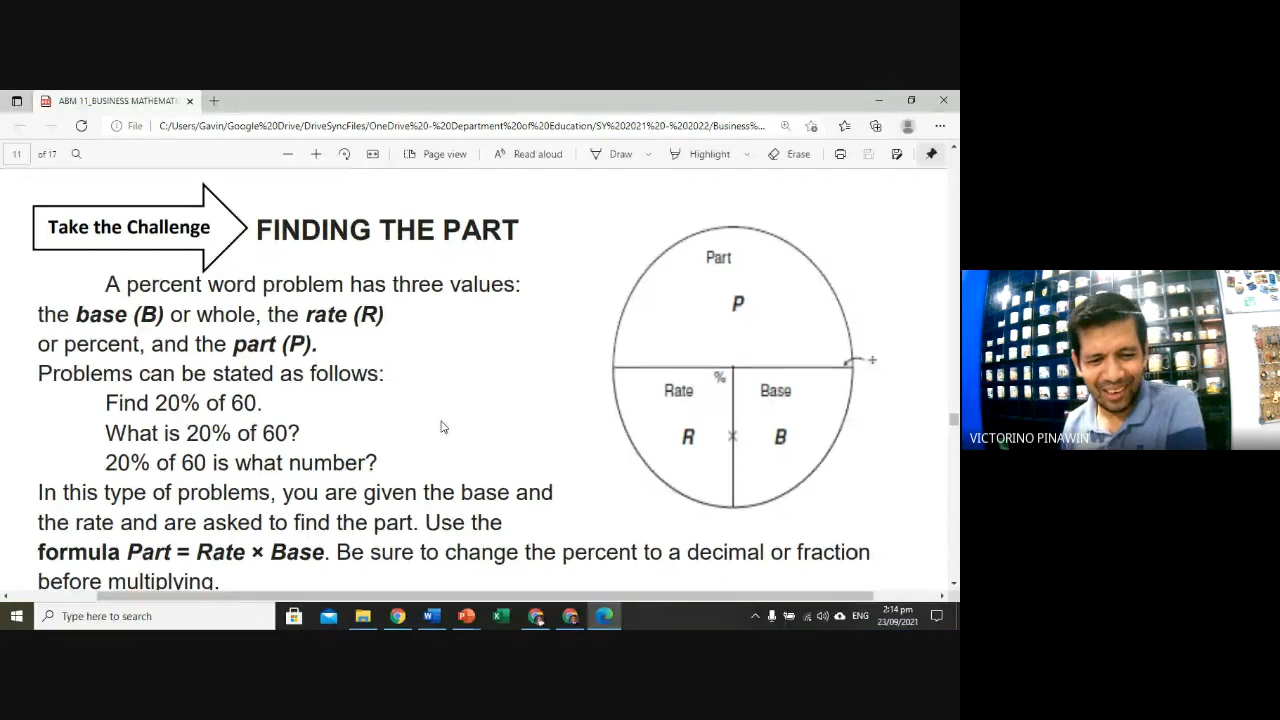 ABM 11_BUSINESS MATHEMATI
File
C:/Users/Gavin/Google%20Drive/DriveSyncFiles/OneDrive%20-%20Department%20of%20Education/SY%202021%20-%202022/Business%...
11 of 17
Page view
Read aloud
Draw
Highlight
Erase
Take the Challenge
FINDING THE PART
A percent word problem has three values:
the base (B) or whole, the rate (R)
or percent, and the part (P).
Problems can be stated as follows:
Find 20% of 60.
What is 20% of 60?
20% of 60 is what number?
In this type of problems, you are given the base and
the rate and are asked to find the part. Use the
formula Part = Rate × Base. Be sure to change the percent to a decimal or fraction
before multiplying.
Part
P
÷
%
Rate
Base
R
×
B
VICTORINO PINAWIN
Type here to search
ENG
2:14 pm
23/09/2021